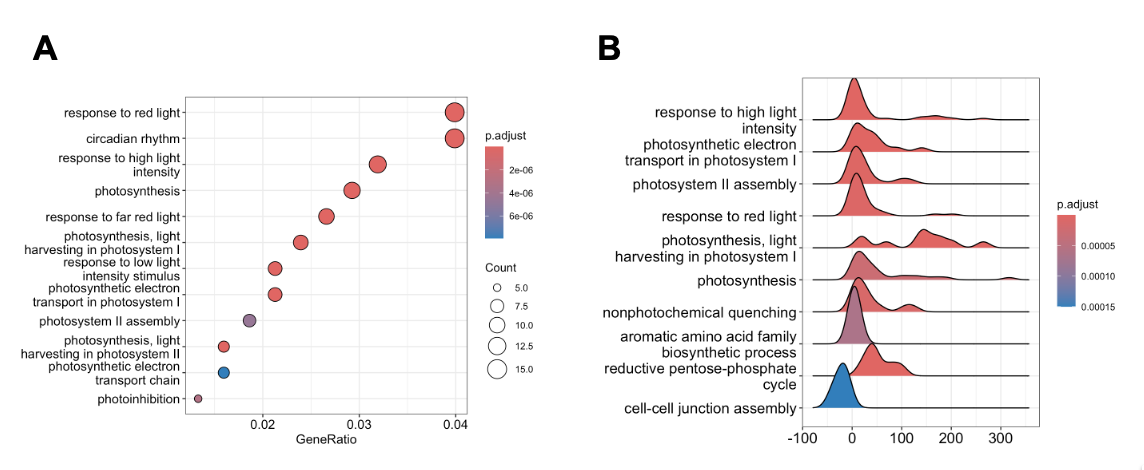 A
response to red light
circadian rhythm
response to high light
intensity
photosynthesis
response to far red light
photosynthesis, light
harvesting in photosystem I
response to low light
intensity stimulus
photosynthetic electron
transport in photosystem I
photosystem II assembly
photosynthesis, light
harvesting in photosystem II
photosynthetic electron
transport chain
photoinhibition
0.02
0.03
0.04
GeneRatio
p.adjust
2e-06
4e-06
6e-06
Count
5.0
7.5
10.0
12.5
15.0
B
response to high light
intensity
photosynthetic electron
transport in photosystem I
photosystem II assembly
response to red light
photosynthesis, light
harvesting in photosystem I
photosynthesis
nonphotochemical quenching
aromatic amino acid family
biosynthetic process
reductive pentose-phosphate
cycle
cell-cell junction assembly
-100
0
100
200
300
p.adjust
0.00005
0.00010
0.00015